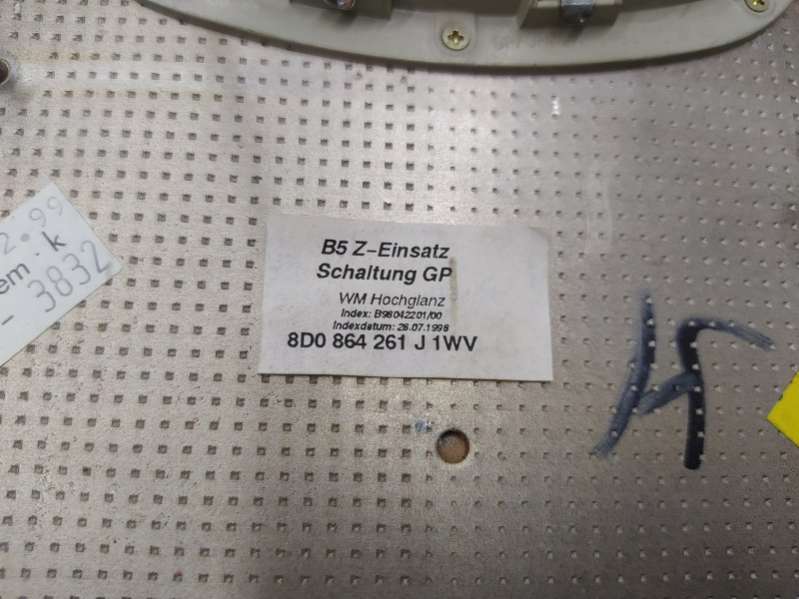 2.99
em. k
- 3832
B5 Z-Einsatz
Schaltung GP
WM Hochglanz
Index: B98042201/00
Indexdatum: 28.07.1998
8D0 864 261 J 1WV